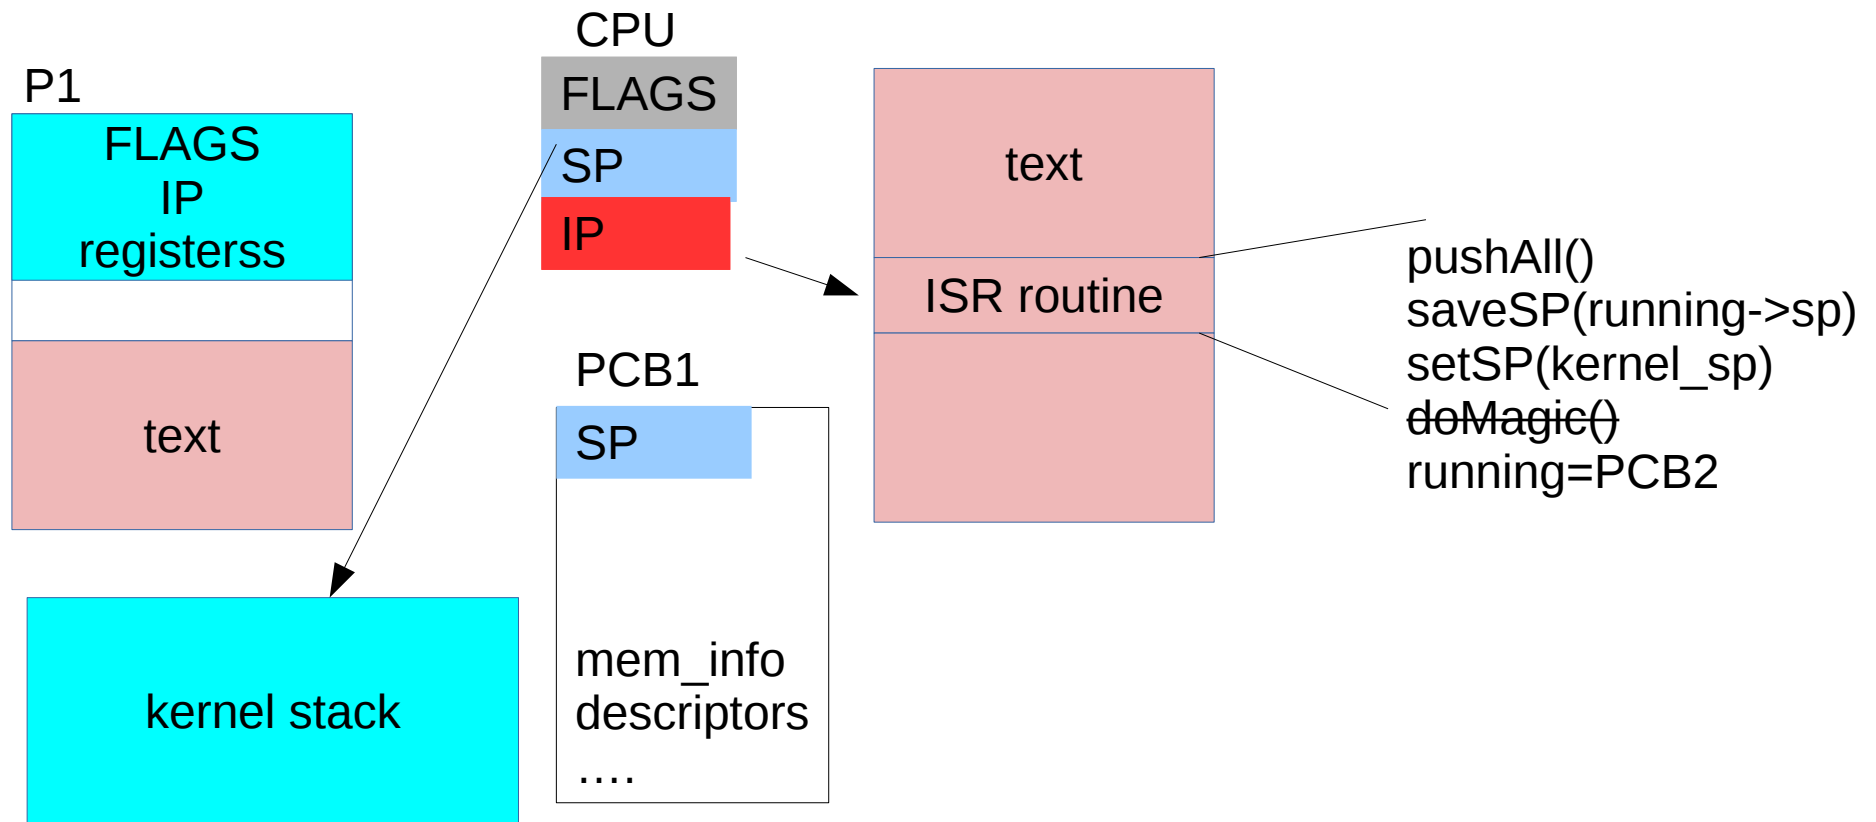 P1
FLAGS
IP
registerss
text
kernel stack
CPU
FLAGS
SP
IP
PCB1
SP
mem_info
descriptors
….
text
ISR routine
pushAll()
saveSP(running->sp)
setSP(kernel_sp)
doMagic()
running=PCB2